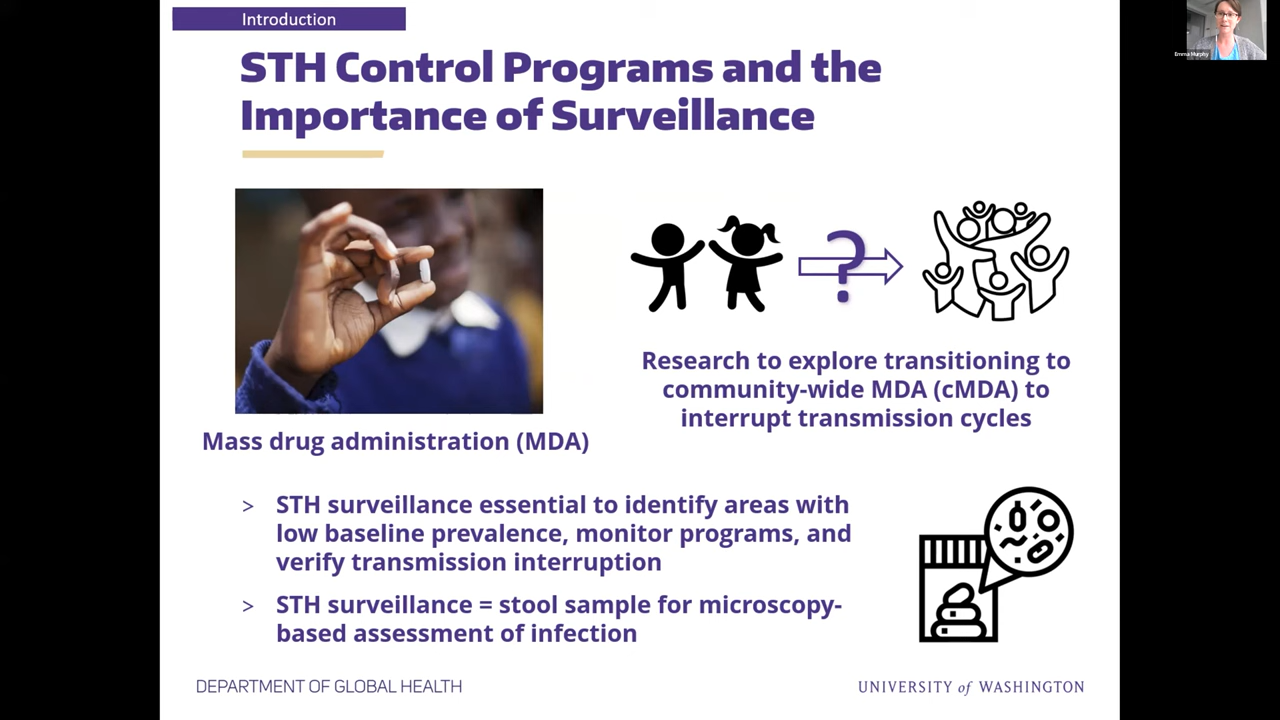 Introduction
Emma Murphy
STH Control Programs and the
Importance of Surveillance
?
Mass drug administration (MDA)
Research to explore transitioning to
community-wide MDA (cMDA) to
interrupt transmission cycles
> STH surveillance essential to identify areas with
low baseline prevalence, monitor programs, and
verify transmission interruption
> STH surveillance = stool sample for microscopy-
based assessment of infection
DEPARTMENT OF GLOBAL HEALTH
UNIVERSITY of WASHINGTON